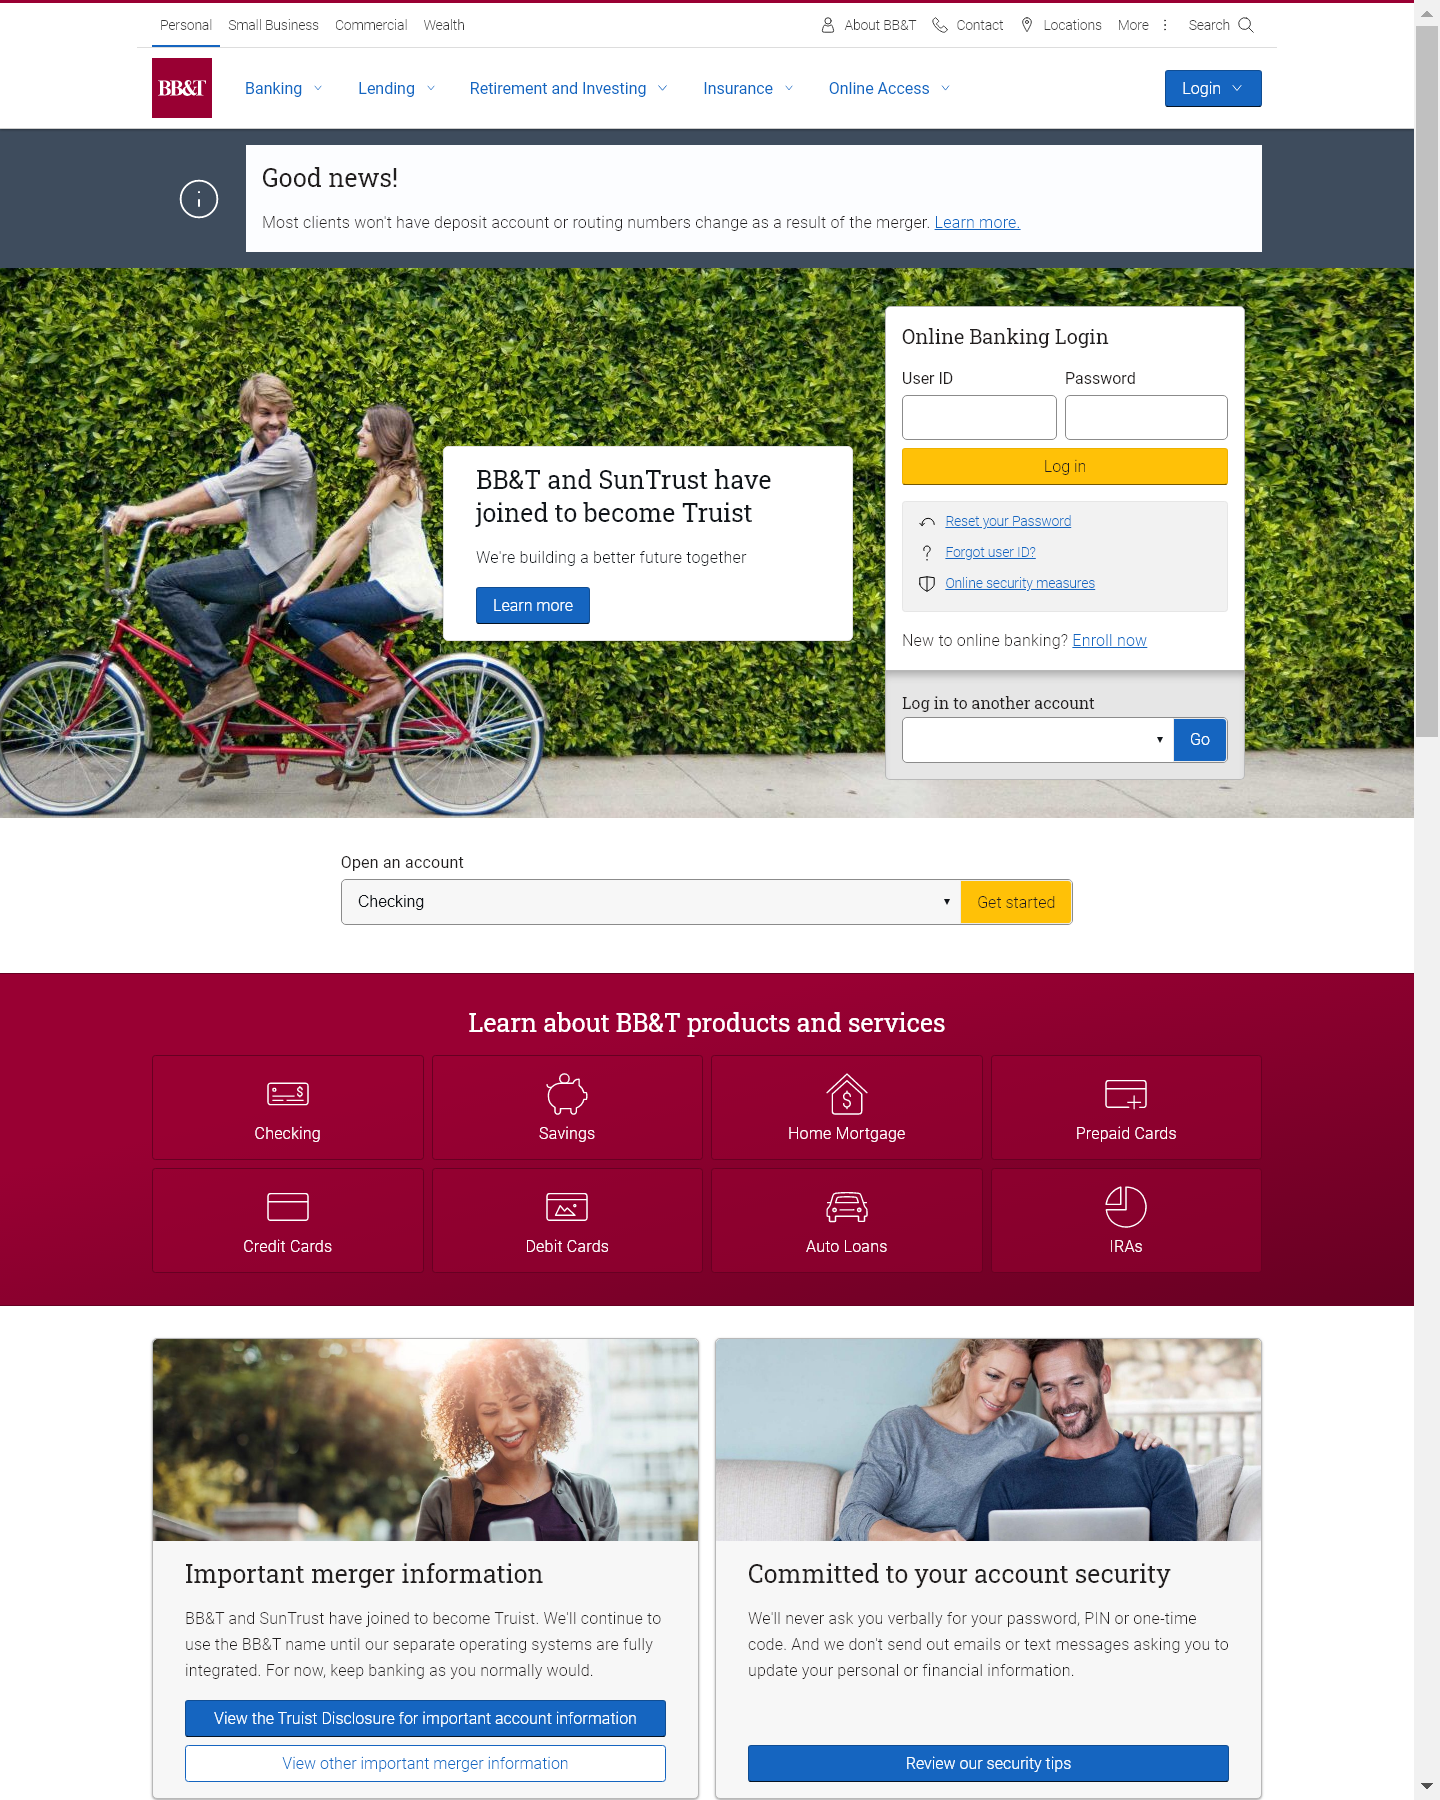 Personal Small Business Commercial Wealth About BB&T Contact Locations More Search
BB&T Banking Lending Retirement and Investing Insurance Online Access Login
Good news!
Most clients won't have deposit account or routing numbers change as a result of the merger. Learn more.
BB&T and SunTrust have
joined to become Truist
We're building a better future together
Learn more
Online Banking Login
User ID Password
Log in
Reset your Password
Forgot user ID?
Online security measures
New to online banking? Enroll now
Log in to another account
Go
Open an account
Checking Get started
Learn about BB&T products and services
Checking Savings Home Mortgage Prepaid Cards
Credit Cards Debit Cards Auto Loans IRAs
Important merger information
BB&T and SunTrust have joined to become Truist. We'll continue to
use the BB&T name until our separate operating systems are fully
integrated. For now, keep banking as you normally would.
View the Truist Disclosure for important account information
View other important merger information
Committed to your account security
We'll never ask you verbally for your password, PIN or one-time
code. And we don't send out emails or text messages asking you to
update your personal or financial information.
Review our security tips